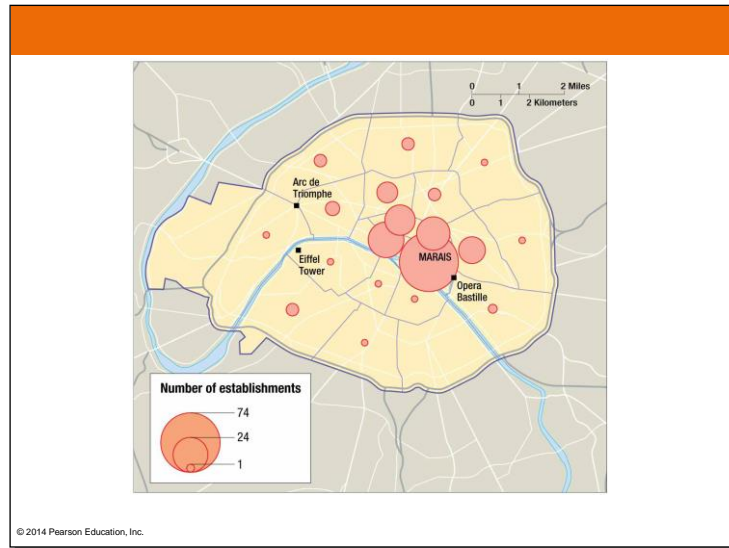 0 1 2 Miles
0 1 2 Kilometers
Arc de
Triomphe
Eiffel
Tower
MARAIS
Opera
Bastille
Number of establishments
74
24
1
© 2014 Pearson Education, Inc.